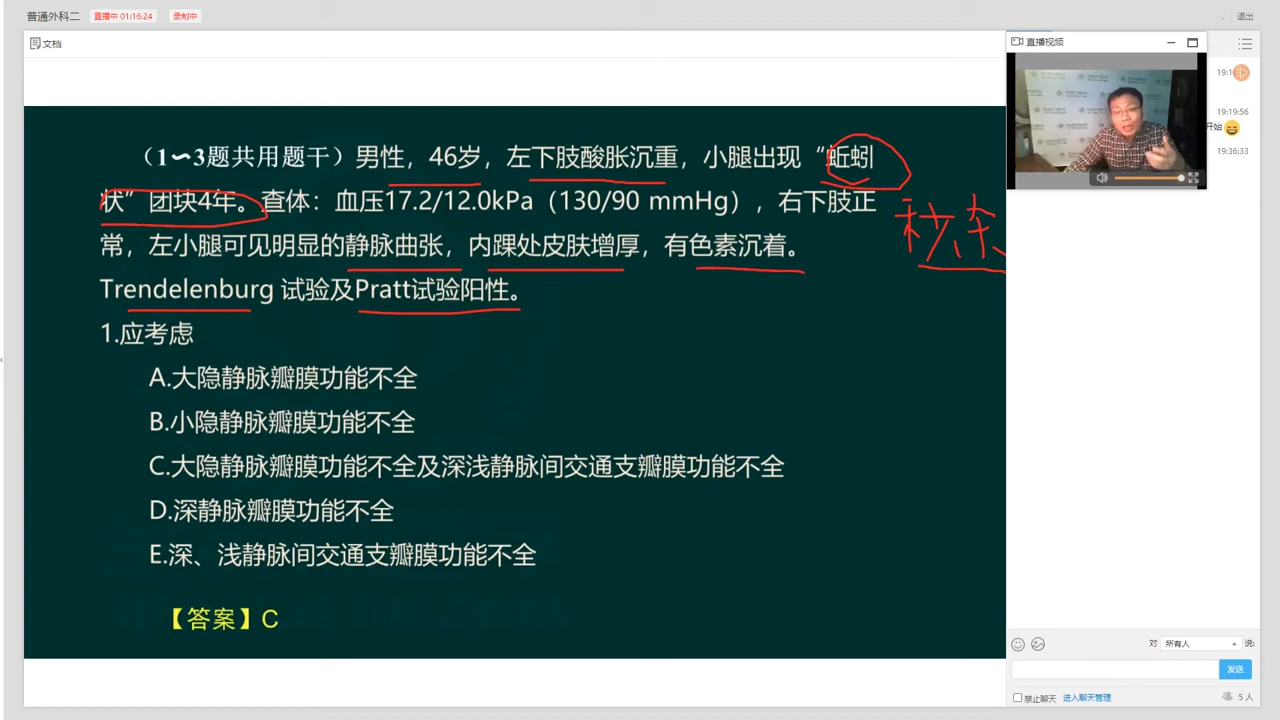 普通外科二 直播中 01:16:24 录制中 退出
文档
直播视频
19:1
19:19:56
开始
19:36:33
（1～3题共用题干）男性，46岁，左下肢酸胀沉重，小腿出现“蚯蚓
状”团块4年。查体：血压17.2/12.0kPa（130/90 mmHg），右下肢正
常，左小腿可见明显的静脉曲张，内踝处皮肤增厚，有色素沉着。
Trendelenburg 试验及Pratt试验阳性。
1.应考虑
A.大隐静脉瓣膜功能不全
B.小隐静脉瓣膜功能不全
C.大隐静脉瓣膜功能不全及深浅静脉间交通支瓣膜功能不全
D.深静脉瓣膜功能不全
E.深、浅静脉间交通支瓣膜功能不全
【答案】C
秒杀
对 所有人 说:
发送
禁止聊天 进入聊天管理 5 人